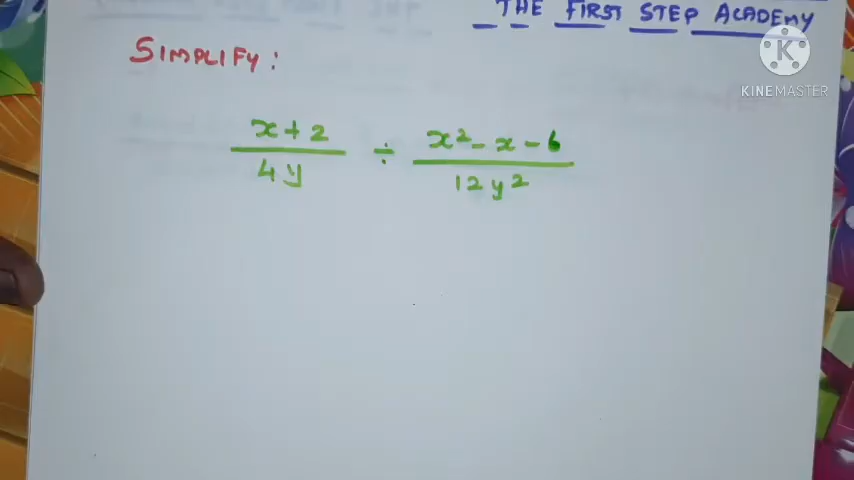 THE FIRST STEP ACADEMY
K
KINEMASTER
SIMPLIFY:
x+2 / 4y ÷ x² - x - 6 / 12y²